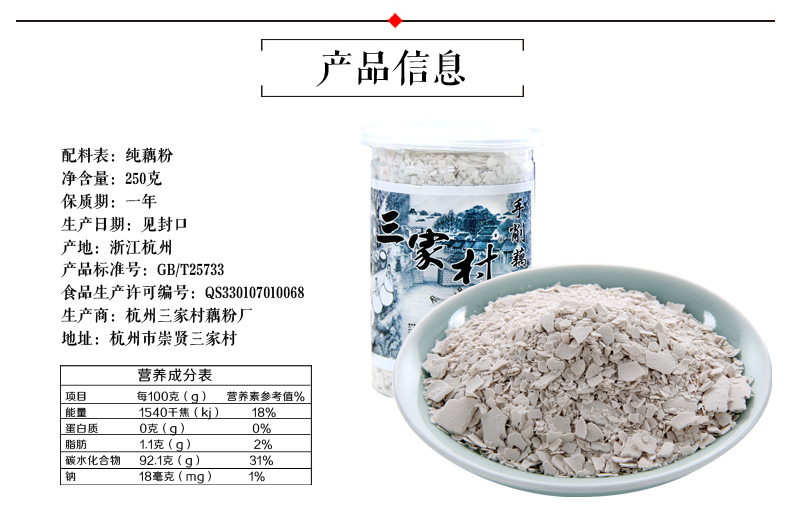 产品信息
配料表：纯藕粉
净含量：250克
保质期：一年
生产日期：见封口
产地：浙江杭州
产品标准号：GB/T25733
食品生产许可编号：QS330107010068
生产商：杭州三家村藕粉厂
地址：杭州市崇贤三家村
三家村
手削藕
营养成分表
项目 每100克（g） 营养素参考值%
能量 1540千焦（kj） 18%
蛋白质 0克（g） 0%
脂肪 1.1克（g） 2%
碳水化合物 92.1克（g） 31%
钠 18毫克（mg） 1%